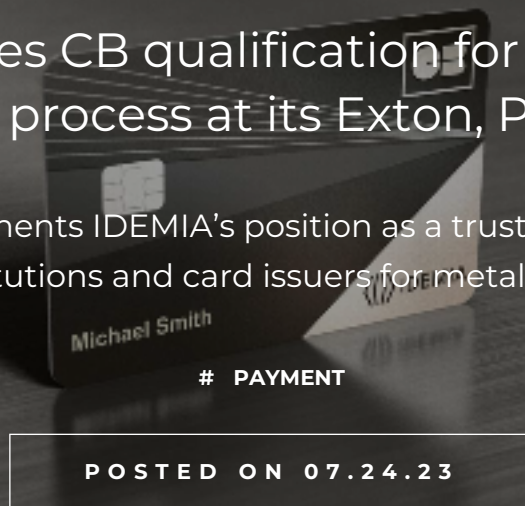 es CB qualification for
process at its Exton, P
nents IDEMIA's position as a trust
tutions and card issuers for metal
IDEMIA
Michael Smith
# PAYMENT
POSTED ON 07.24.23